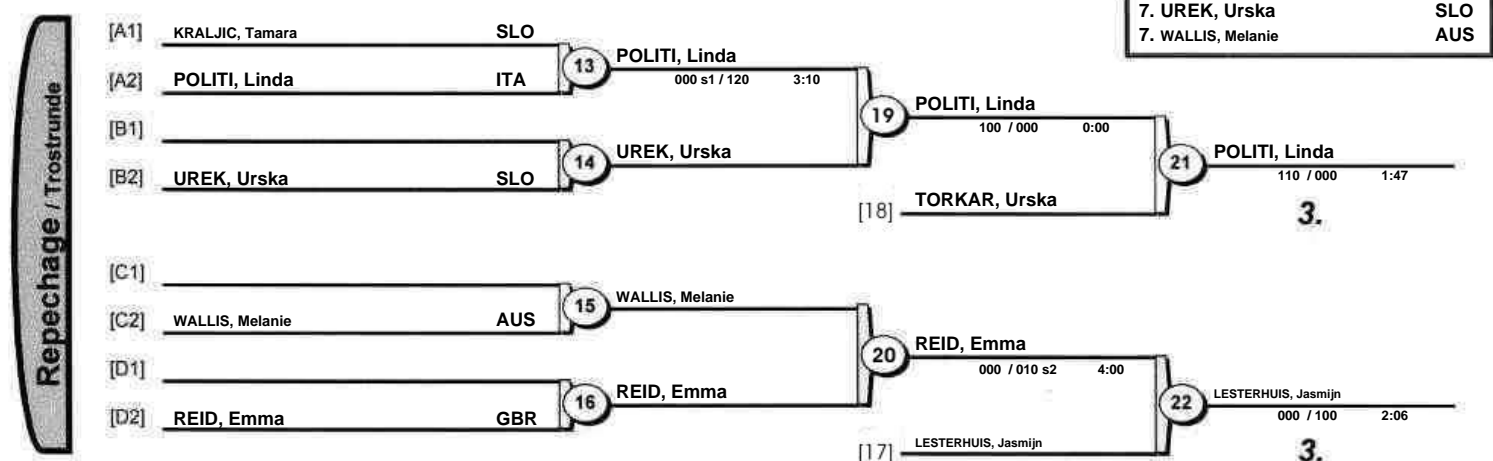 7. UREK, Urska SLO
7. WALLIS, Melanie AUS
Repechage / Trostrunde
[A1] KRALJIC, Tamara SLO
13 POLITI, Linda
000 s1 / 120 3:10
[A2] POLITI, Linda ITA
19 POLITI, Linda
100 / 000 0:00
[B1]
14 UREK, Urska
[B2] UREK, Urska SLO
21 POLITI, Linda
110 / 000 1:47
[18] TORKAR, Urska
3.
[C1]
15 WALLIS, Melanie
[C2] WALLIS, Melanie AUS
20 REID, Emma
000 / 010 s2 4:00
[D1]
16 REID, Emma
[D2] REID, Emma GBR
22 LESTERHUIS, Jasmijn
000 / 100 2:06
[17] LESTERHUIS, Jasmijn
3.